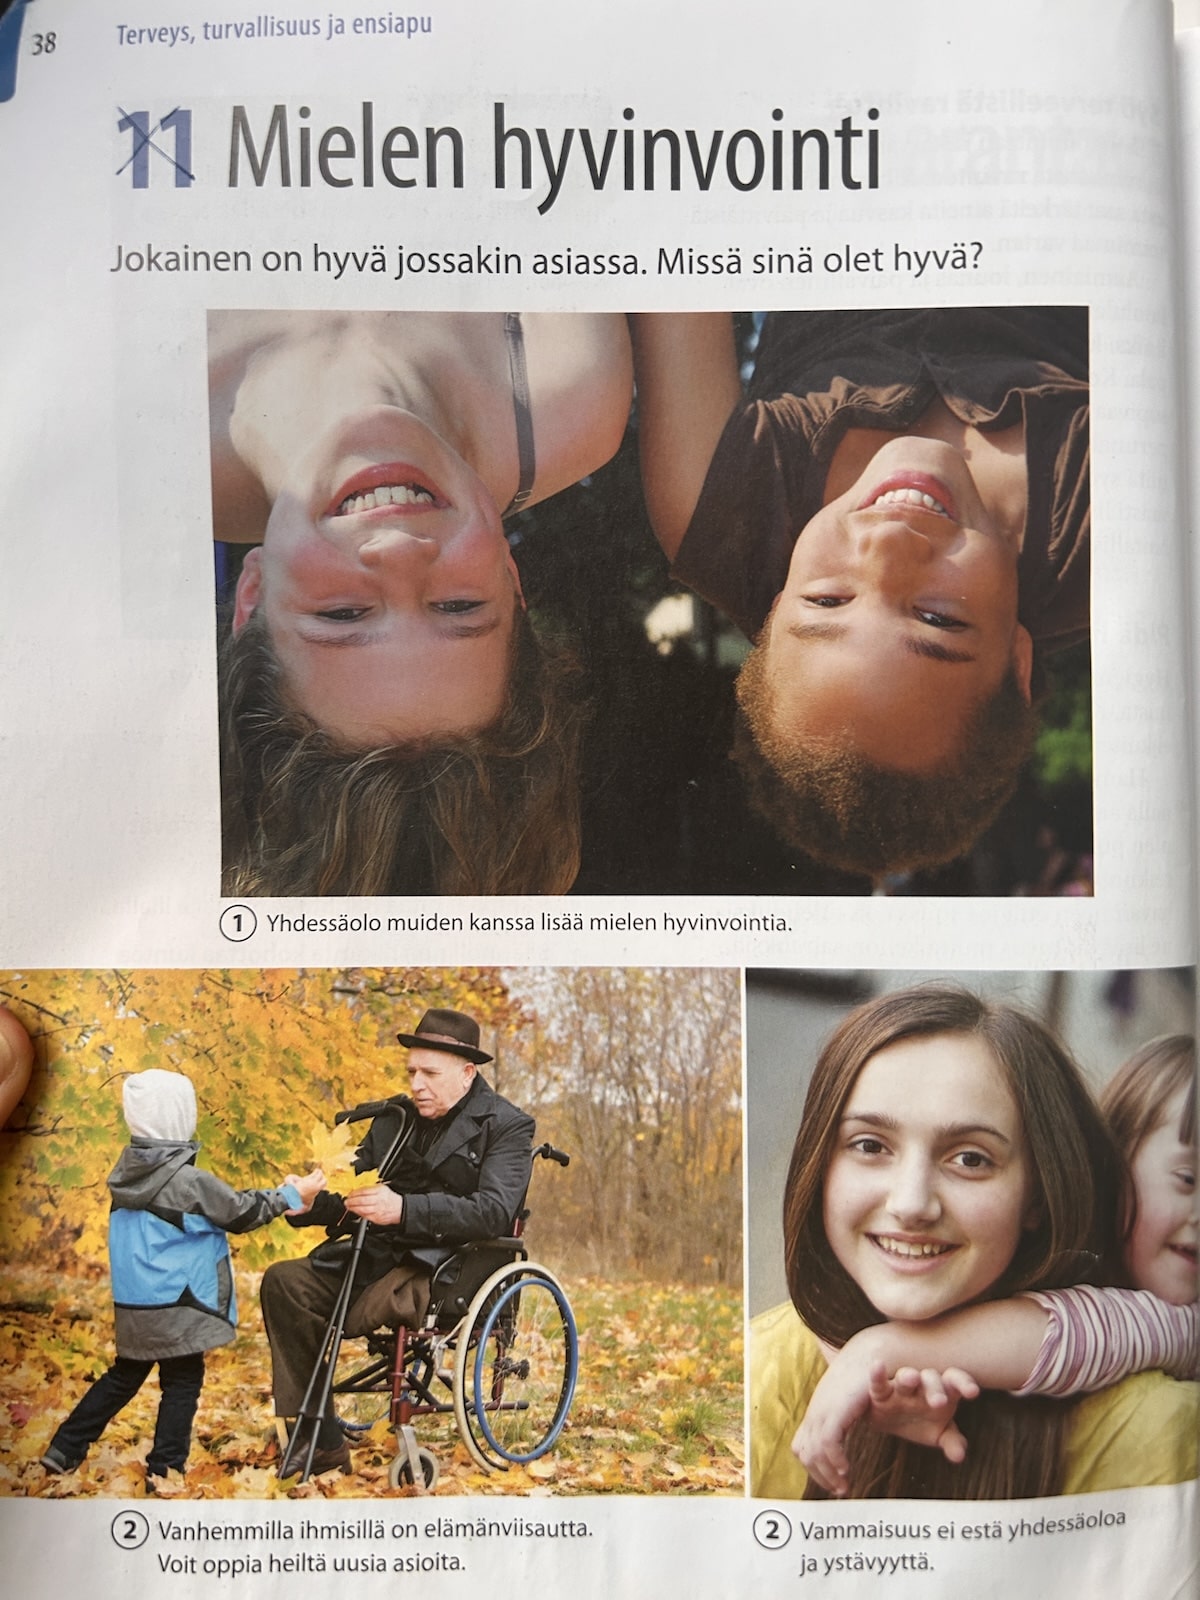 38 Terveys, turvallisuus ja ensiapu
11 Mielen hyvinvointi
Jokainen on hyvä jossakin asiassa. Missä sinä olet hyvä?
1 Yhdessäolo muiden kanssa lisää mielen hyvinvointia.
2 Vanhemmilla ihmisillä on elämänviisautta.
Voit oppia heiltä uusia asioita.
2 Vammaisuus ei estä yhdessäoloa
ja ystävyyttä.